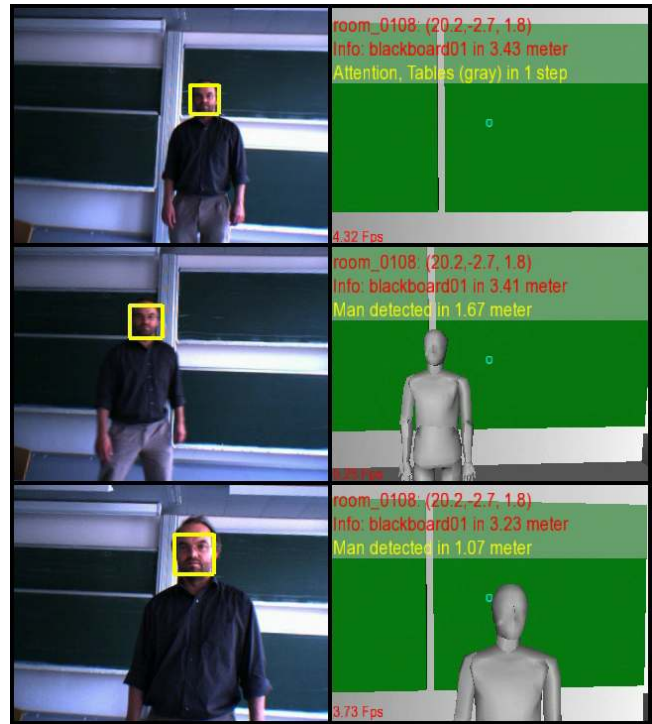 room_0108: (20.2,-2.7, 1.8)
Info: blackboard01 in 3.43 meter
Attention, Tables (gray) in 1 step
4.32 Fps
room_0108: (20.2,-2.7, 1.8)
Info: blackboard01 in 3.41 meter
Man detected in 1.67 meter
room_0108: (20.2,-2.7, 1.8)
Info: blackboard01 in 3.23 meter
Man detected in 1.07 meter
3.73 Fps